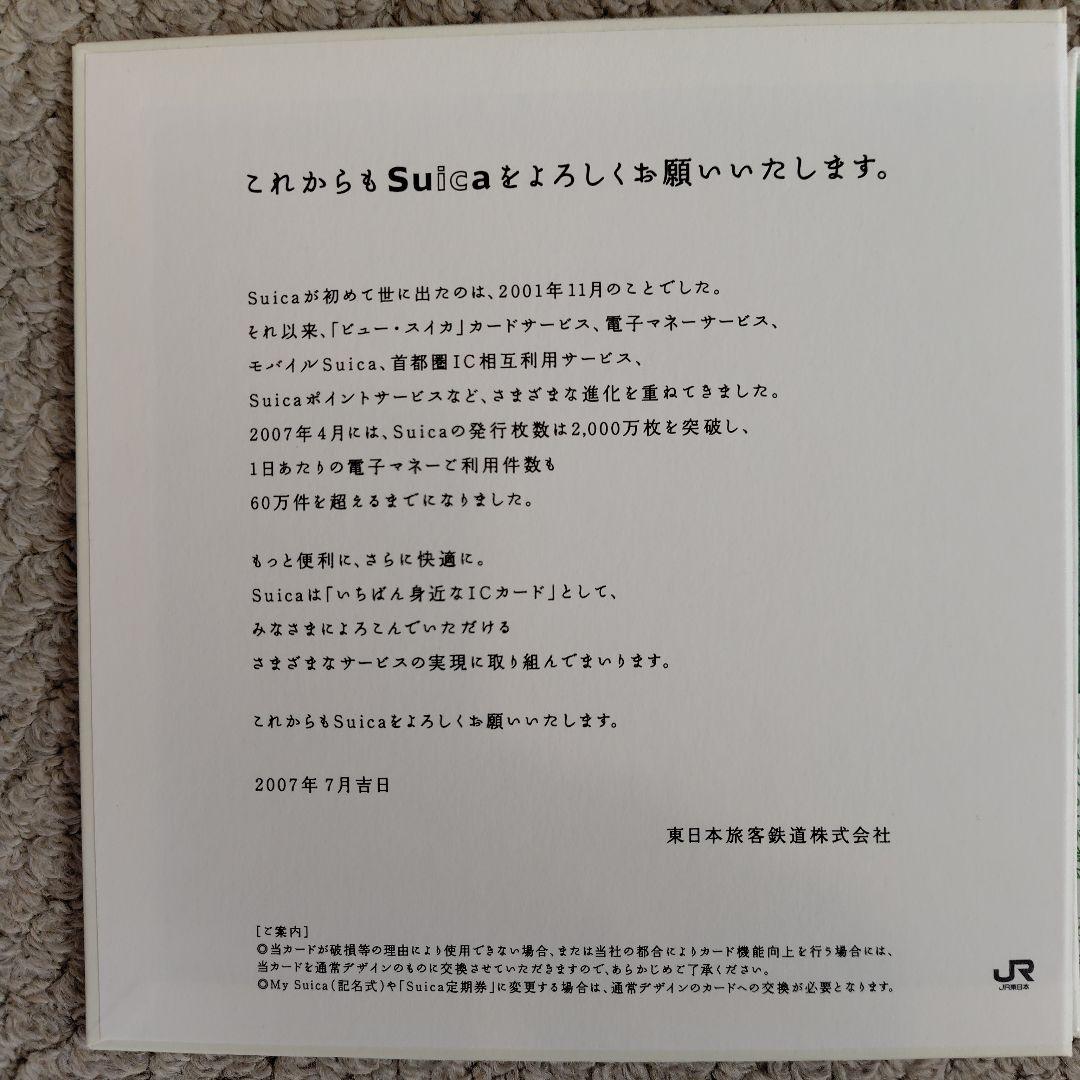 これからもSuicaをよろしくお願いいたします。
Suicaが初めて世に出たのは、2001年11月のことでした。
それ以来、「ビュー・スイカ」カードサービス、電子マネーサービス、
モバイルSuica、首都圏IC相互利用サービス、
Suicaポイントサービスなど、さまざまな進化を重ねてきました。
2007年4月には、Suicaの発行枚数は2,000万枚を突破し、
1日あたりの電子マネーご利用件数も
60万件を超えるまでになりました。
もっと便利に、さらに快適に。
Suicaは「いちばん身近なICカード」として、
みなさまによろこんでいただける
さまざまなサービスの実現に取り組んでまいります。
これからもSuicaをよろしくお願いいたします。
2007年7月吉日
東日本旅客鉄道株式会社
[ご案内]
◎当カードが破損等の理由により使用できない場合、または当社の都合によりカード機能向上を行う場合には、
当カードを通常デザインのものに交換させていただきますので、あらかじめご了承ください。
◎My Suica(記名式)や「Suica定期券」に変更する場合は、通常デザインのカードへの交換が必要となります。
JR
JR東日本